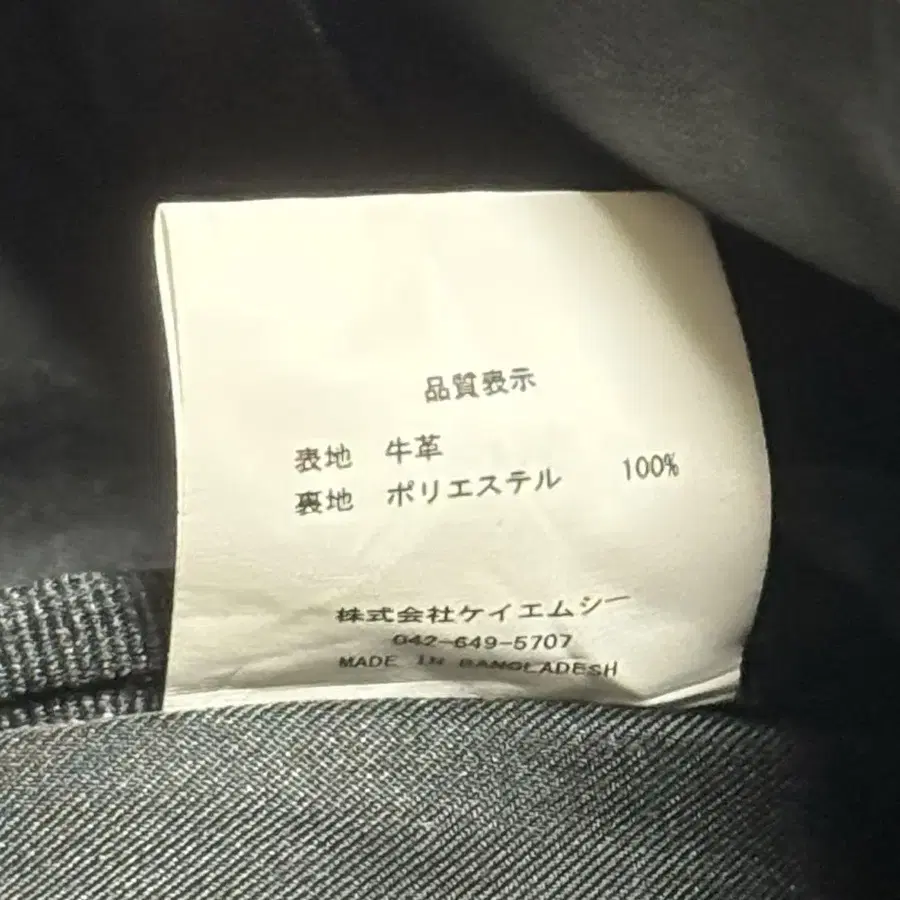 品質表示
表地 牛革
裏地 ポリエステル 100%
株式会社ケイエムシー
042-649-5707
MADE IN BANGLADESH